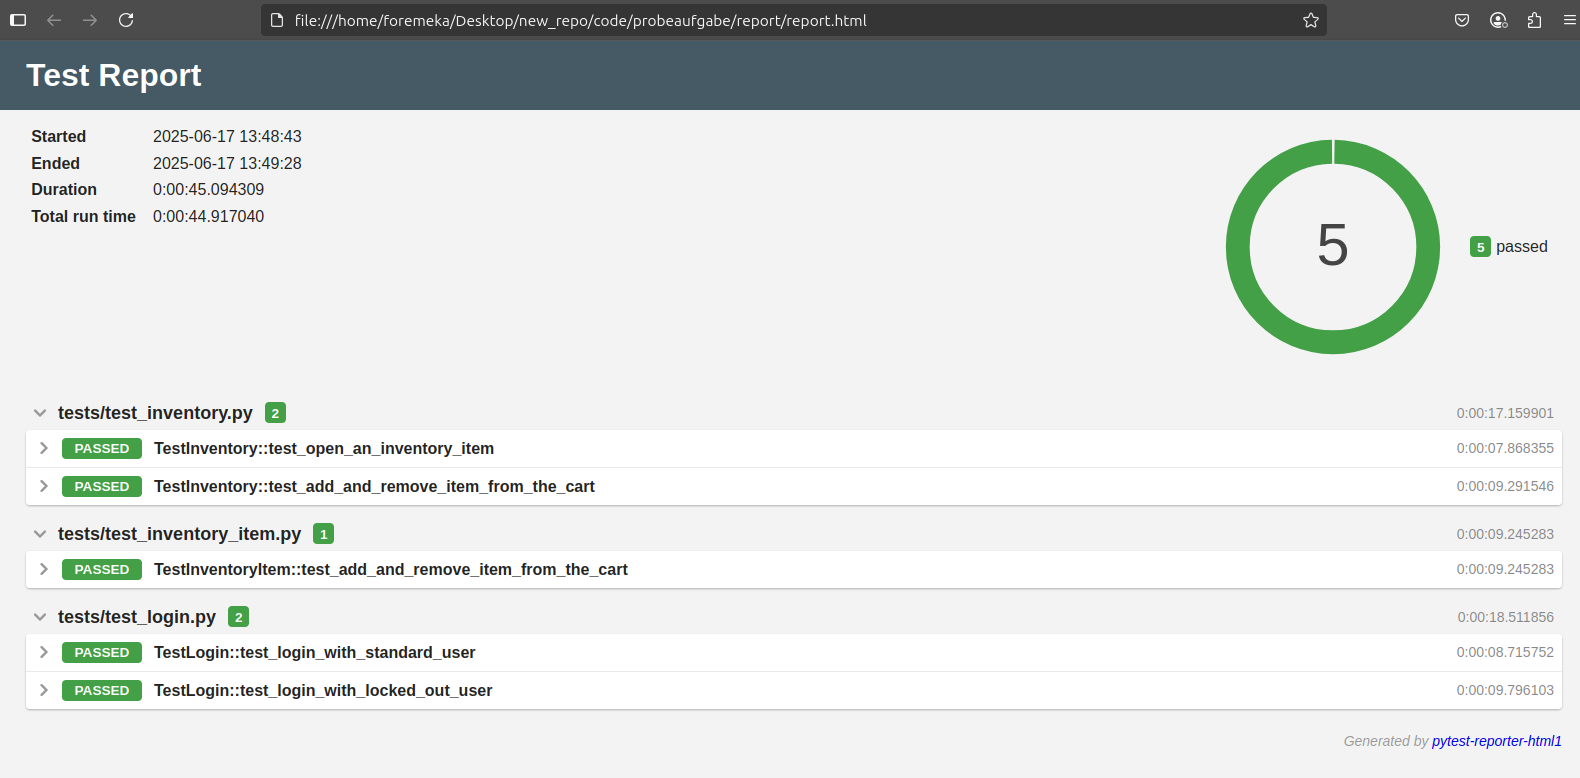 file:///home/foremeka/Desktop/new_repo/code/probeaufgabe/report/report.html
Test Report
Started 2025-06-17 13:48:43
Ended 2025-06-17 13:49:28
Duration 0:00:45.094309
Total run time 0:00:44.917040
5
5 passed
tests/test_inventory.py 2 0:00:17.159901
PASSED TestInventory::test_open_an_inventory_item 0:00:07.868355
PASSED TestInventory::test_add_and_remove_item_from_the_cart 0:00:09.291546
tests/test_inventory_item.py 1 0:00:09.245283
PASSED TestInventoryItem::test_add_and_remove_item_from_the_cart 0:00:09.245283
tests/test_login.py 2 0:00:18.511856
PASSED TestLogin::test_login_with_standard_user 0:00:08.715752
PASSED TestLogin::test_login_with_locked_out_user 0:00:09.796103
Generated by pytest-reporter-html1